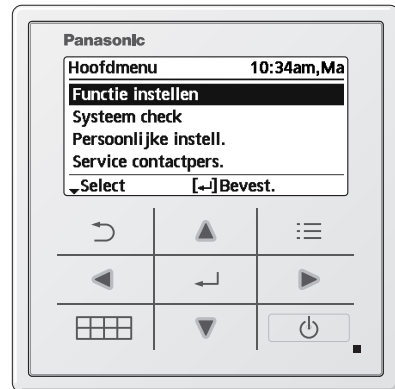 Panasonic
Hoofdmenu 10:34am,Ma
Functie instellen
Systeem check
Persoonlijke instell.
Service contactpers.
Select [↵]Bevest.